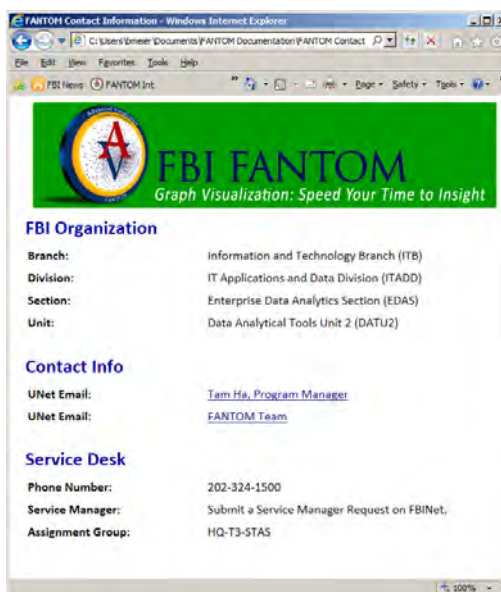 FANTOM Contact Information - Windows Internet Explorer
C:\Users\bmeier\Documents\FANTOM Documentation\FANTOM Contact
File Edit View Favorites Tools Help
FBI News FANTOM Int Page Safety Tools
AV
FBI FANTOM
Graph Visualization: Speed Your Time to Insight
FBI Organization
Branch: Information and Technology Branch (ITB)
Division: IT Applications and Data Division (ITADD)
Section: Enterprise Data Analytics Section (EDAS)
Unit: Data Analytical Tools Unit 2 (DATU2)
Contact Info
UNet Email: Tam Ha, Program Manager
UNet Email: FANTOM Team
Service Desk
Phone Number: 202-324-1500
Service Manager: Submit a Service Manager Request on FBINet.
Assignment Group: HQ-T3-STAS
100%